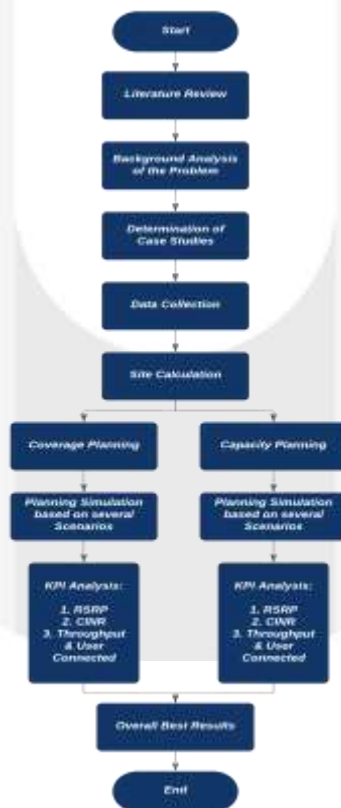 Start
Literature Review
Background Analysis
of the Problem
Determination of
Case Studies
Data Collection
Site Calculation
Coverage Planning
Capacity Planning
Planning Simulation
based on several
Scenarios
Planning Simulation
based on several
Scenarios
KPI Analysis:
1. RSRP
2. CINR
3. Throughput
& User
Connected
KPI Analysis:
1. RSRP
2. CINR
3. Throughput
& User
Connected
Overall Best Results
End